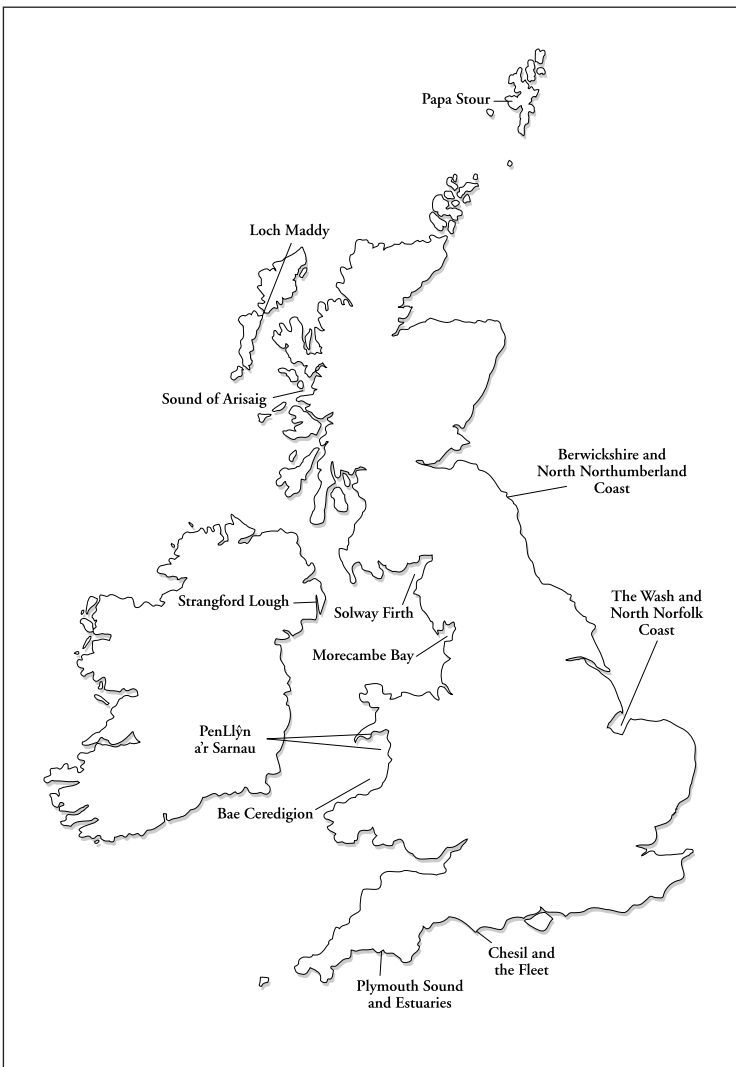 Papa Stour
Loch Maddy
Sound of Arisaig
Berwickshire and
North Northumberland
Coast
Strangford Lough
Solway Firth
The Wash and
North Norfolk
Coast
Morecambe Bay
PenLlŷn
a'r Sarnau
Bae Ceredigion
Chesil and
the Fleet
Plymouth Sound
and Estuaries